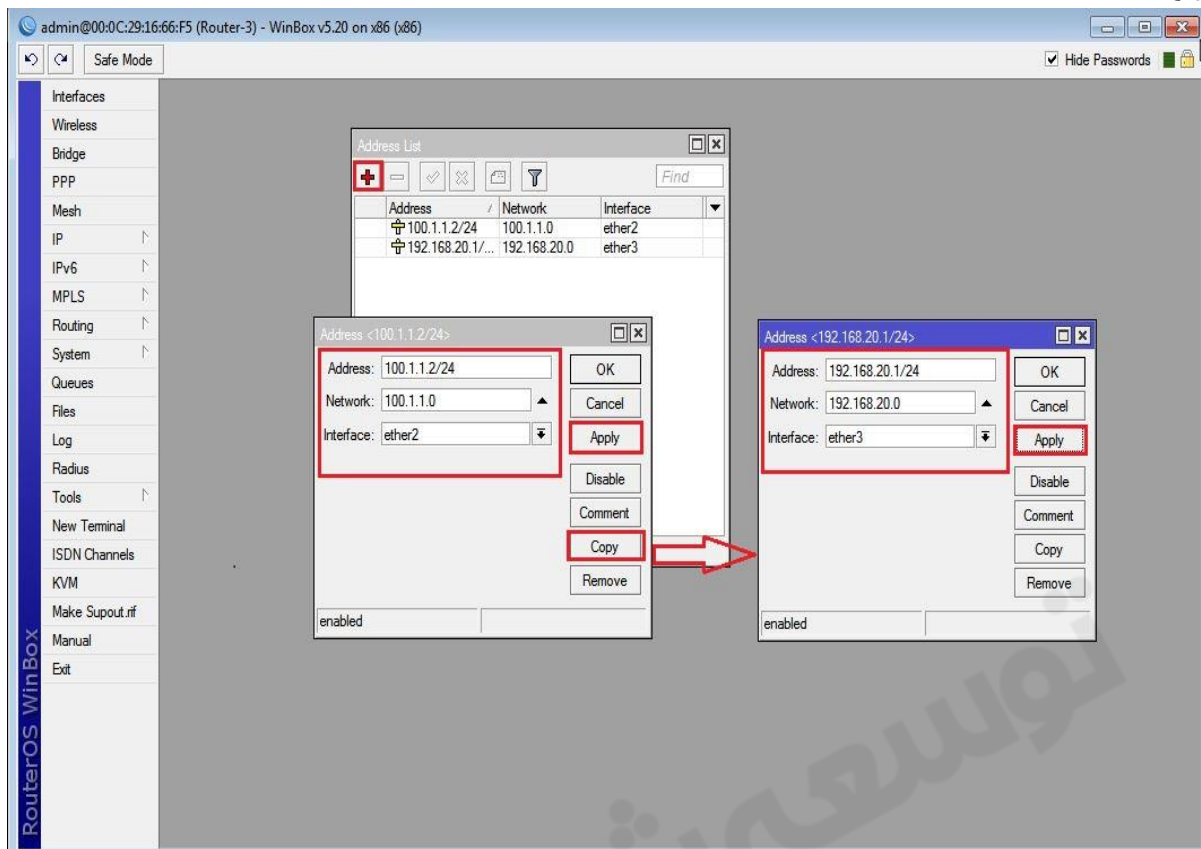 admin@00:0C:29:16:66:F5 (Router-3) - WinBox v5.20 on x86 (x86)
Safe Mode
Hide Passwords
Interfaces
Wireless
Bridge
PPP
Mesh
IP
IPv6
MPLS
Routing
System
Queues
Files
Log
Radius
Tools
New Terminal
ISDN Channels
KVM
Make Supout.rif
Manual
Exit
RouterOS WinBox
Address List
Find
Address Network Interface
100.1.1.2/24 100.1.1.0 ether2
192.168.20.1/... 192.168.20.0 ether3
Address <100.1.1.2/24>
Address: 100.1.1.2/24
Network: 100.1.1.0
Interface: ether2
OK
Cancel
Apply
Disable
Comment
Copy
Remove
enabled
Address <192.168.20.1/24>
Address: 192.168.20.1/24
Network: 192.168.20.0
Interface: ether3
OK
Cancel
Apply
Disable
Comment
Copy
Remove
enabled
توسعه